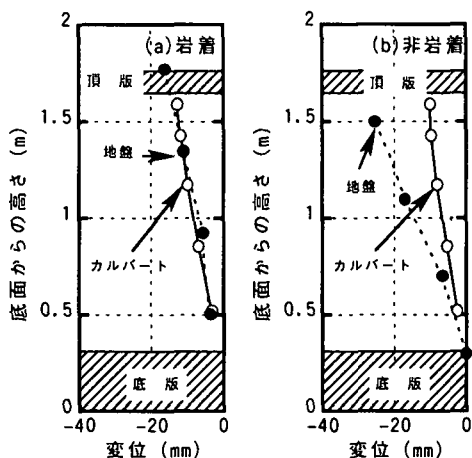 (a)岩着
頂版
地盤
カルバート
底版
底面からの高さ (m)
2
1.5
1
0.5
0
-40
-20
0
変位 (mm)
(b)非岩着
頂版
地盤
カルバート
底版
底面からの高さ (m)
2
1.5
1
0.5
0
-40
-20
0
変位 (mm)